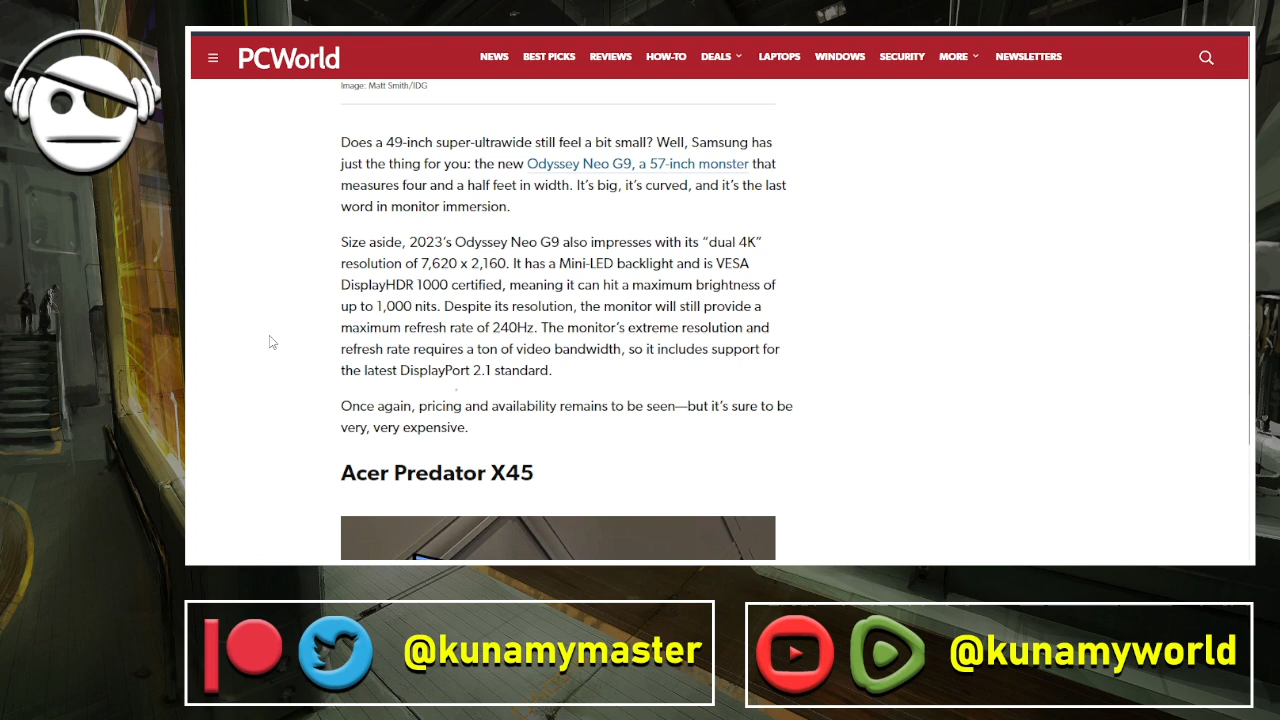 PCWorld
NEWS BEST PICKS REVIEWS HOW-TO DEALS LAPTOPS WINDOWS SECURITY MORE NEWSLETTERS
Image: Matt Smith/IDG
Does a 49-inch super-ultrawide still feel a bit small? Well, Samsung has
just the thing for you: the new Odyssey Neo G9, a 57-inch monster that
measures four and a half feet in width. It’s big, it’s curved, and it’s the last
word in monitor immersion.
Size aside, 2023’s Odyssey Neo G9 also impresses with its “dual 4K”
resolution of 7,620 x 2,160. It has a Mini-LED backlight and is VESA
DisplayHDR 1000 certified, meaning it can hit a maximum brightness of
up to 1,000 nits. Despite its resolution, the monitor will still provide a
maximum refresh rate of 240Hz. The monitor’s extreme resolution and
refresh rate requires a ton of video bandwidth, so it includes support for
the latest DisplayPort 2.1 standard.
Once again, pricing and availability remains to be seen—but it’s sure to be
very, very expensive.
Acer Predator X45
@kunamymaster
@kunamyworld